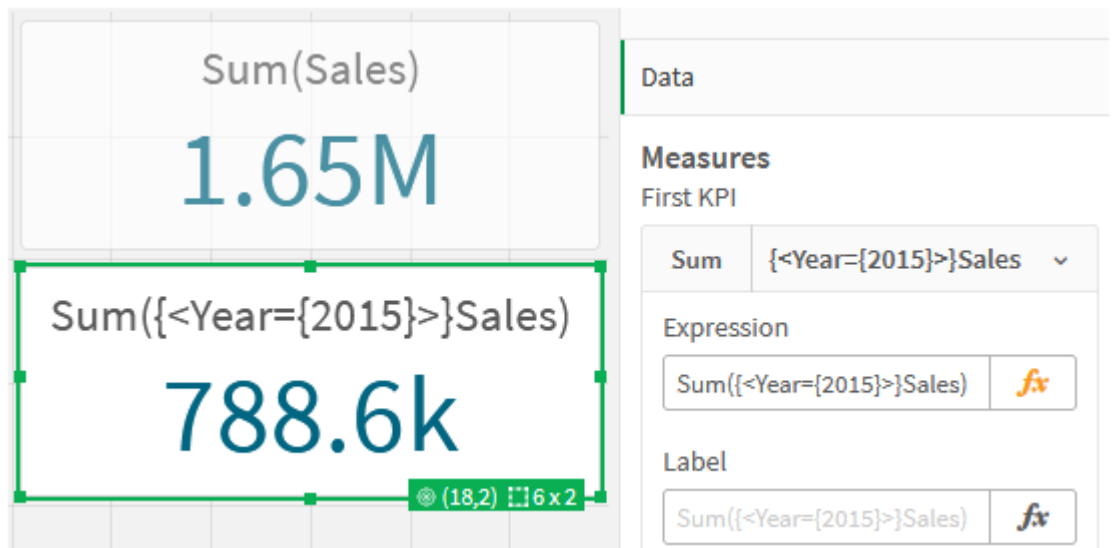 Sum(Sales)
1.65M
Sum({<Year={2015}>}Sales)
788.6k
(18,2) 6 x 2
Data
Measures
First KPI
Sum {<Year={2015}>}Sales
Expression
Sum({<Year={2015}>}Sales) fx
Label
Sum({<Year={2015}>}Sales) fx